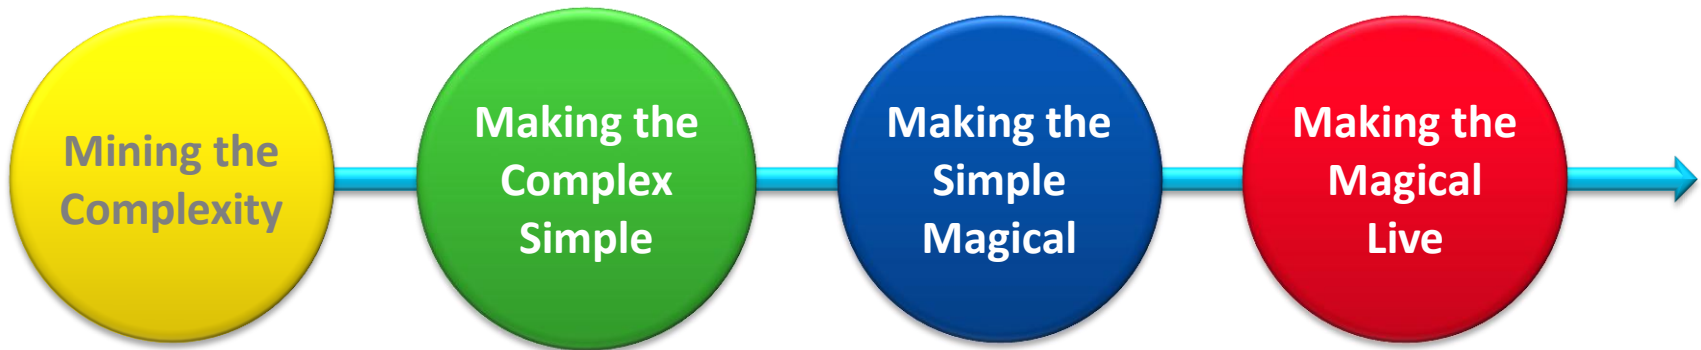 Mining the
Complexity
Making the
Complex
Simple
Making the
Simple
Magical
Making the
Magical
Live